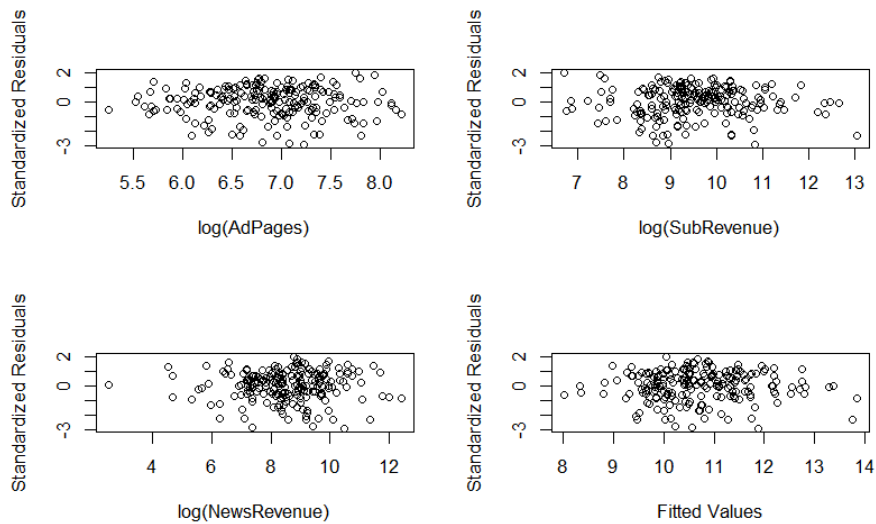 Standardized Residuals
2
0
-3
5.5 6.0 6.5 7.0 7.5 8.0
log(AdPages)
Standardized Residuals
2
0
-3
7 8 9 10 11 12 13
log(SubRevenue)
Standardized Residuals
2
0
-3
4 6 8 10 12
log(NewsRevenue)
Standardized Residuals
2
0
-3
8 9 10 11 12 13 14
Fitted Values